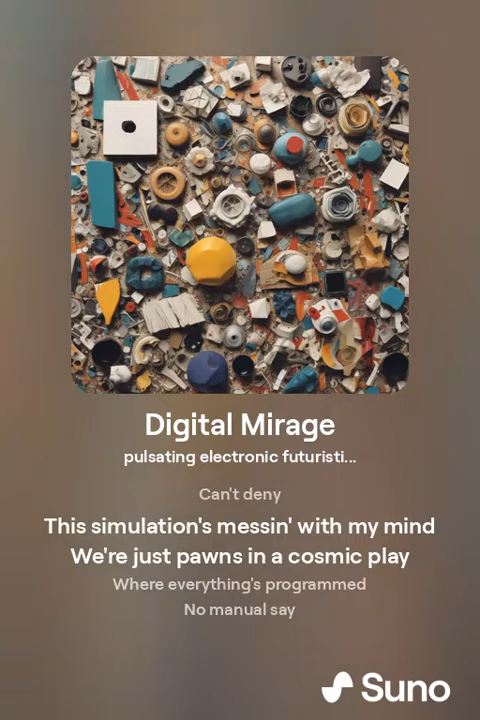 Digital Mirage
pulsating electronic futuristi...
Can't deny
This simulation's messin' with my mind
We're just pawns in a cosmic play
Where everything's programmed
No manual say
Suno